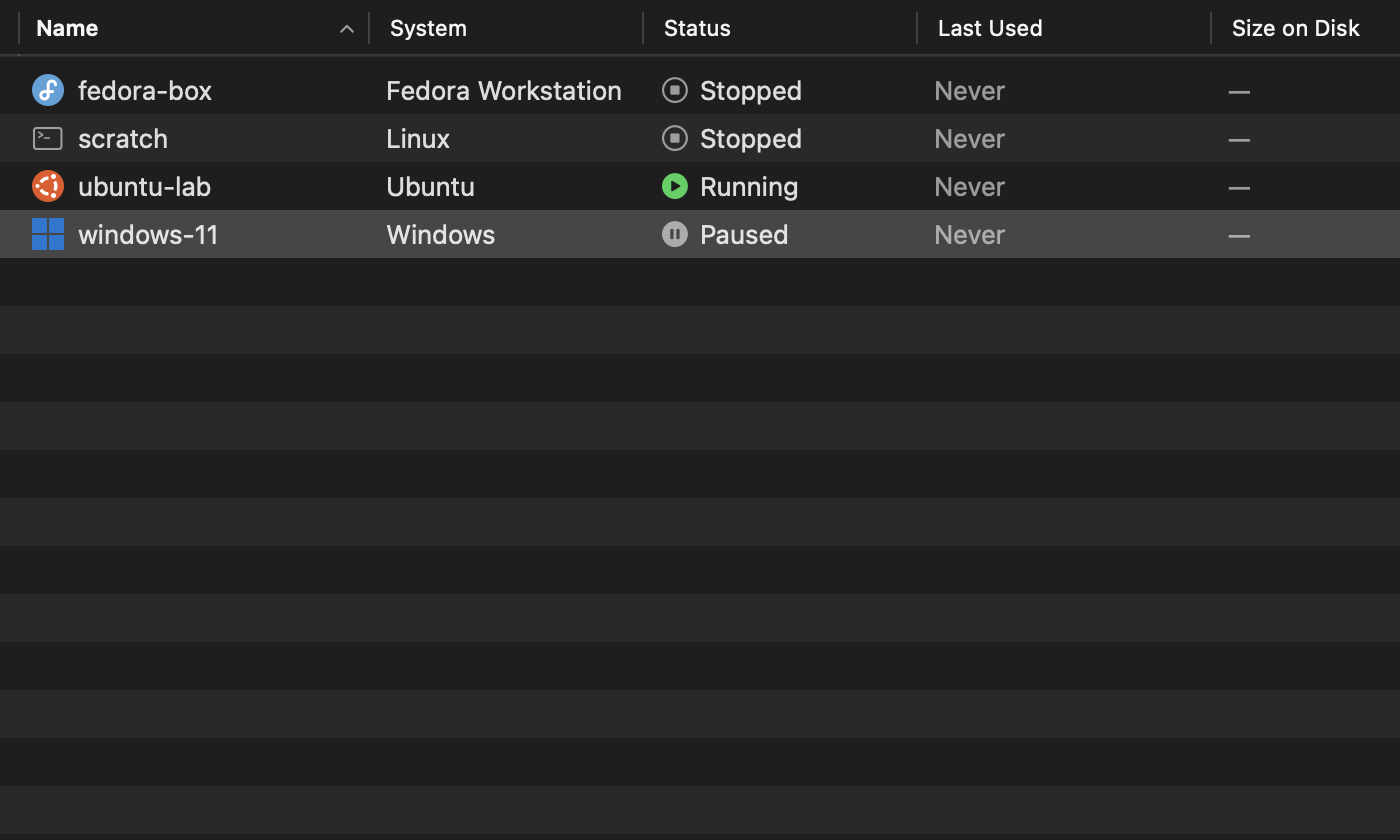 Name System Status Last Used Size on Disk
fedora-box Fedora Workstation Stopped Never —
scratch Linux Stopped Never —
ubuntu-lab Ubuntu Running Never —
windows-11 Windows Paused Never —